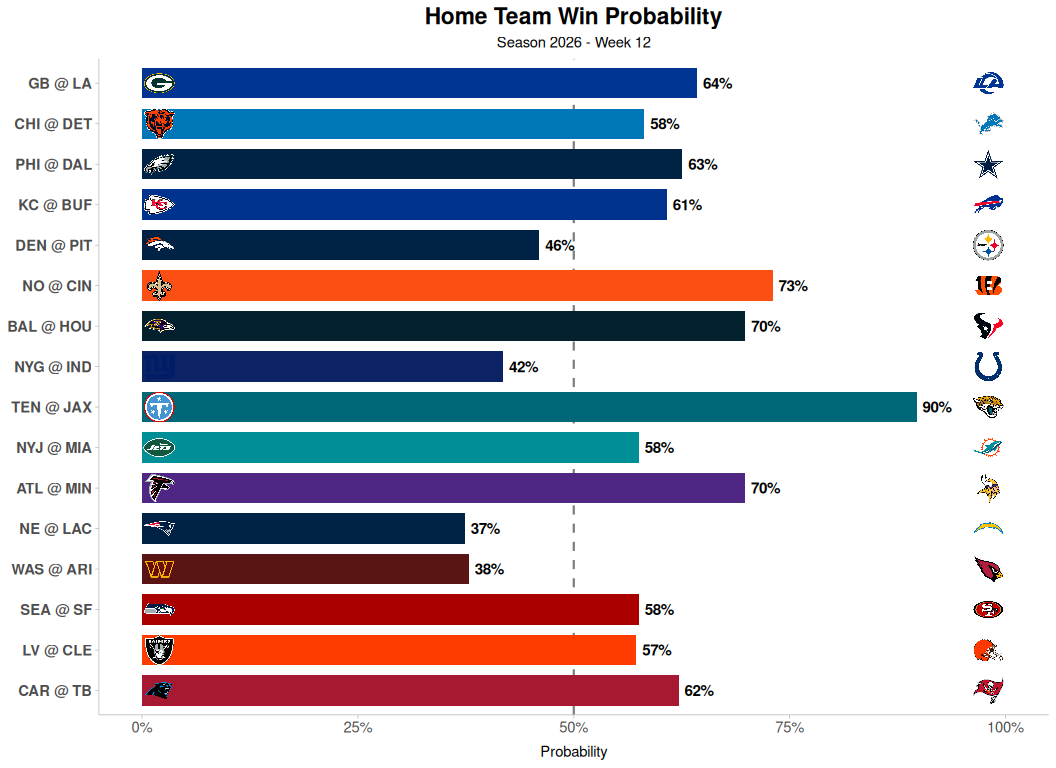 Home Team Win Probability
Season 2026 - Week 12
GB @ LA 64%
CHI @ DET 58%
PHI @ DAL 63%
KC @ BUF 61%
DEN @ PIT 46%
NO @ CIN 73%
BAL @ HOU 70%
NYG @ IND 42%
TEN @ JAX 90%
NYJ @ MIA 58%
ATL @ MIN 70%
NE @ LAC 37%
WAS @ ARI 38%
SEA @ SF 58%
LV @ CLE 57%
CAR @ TB 62%
0% 25% 50% 75% 100%
Probability